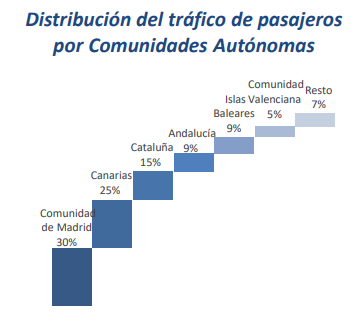 Distribución del tráfico de pasajeros
por Comunidades Autónomas
Comunidad
de Madrid
30%
Canarias
25%
Cataluña
15%
Andalucía
9%
Islas
Baleares
9%
Comunidad
Valenciana
5%
Resto
7%